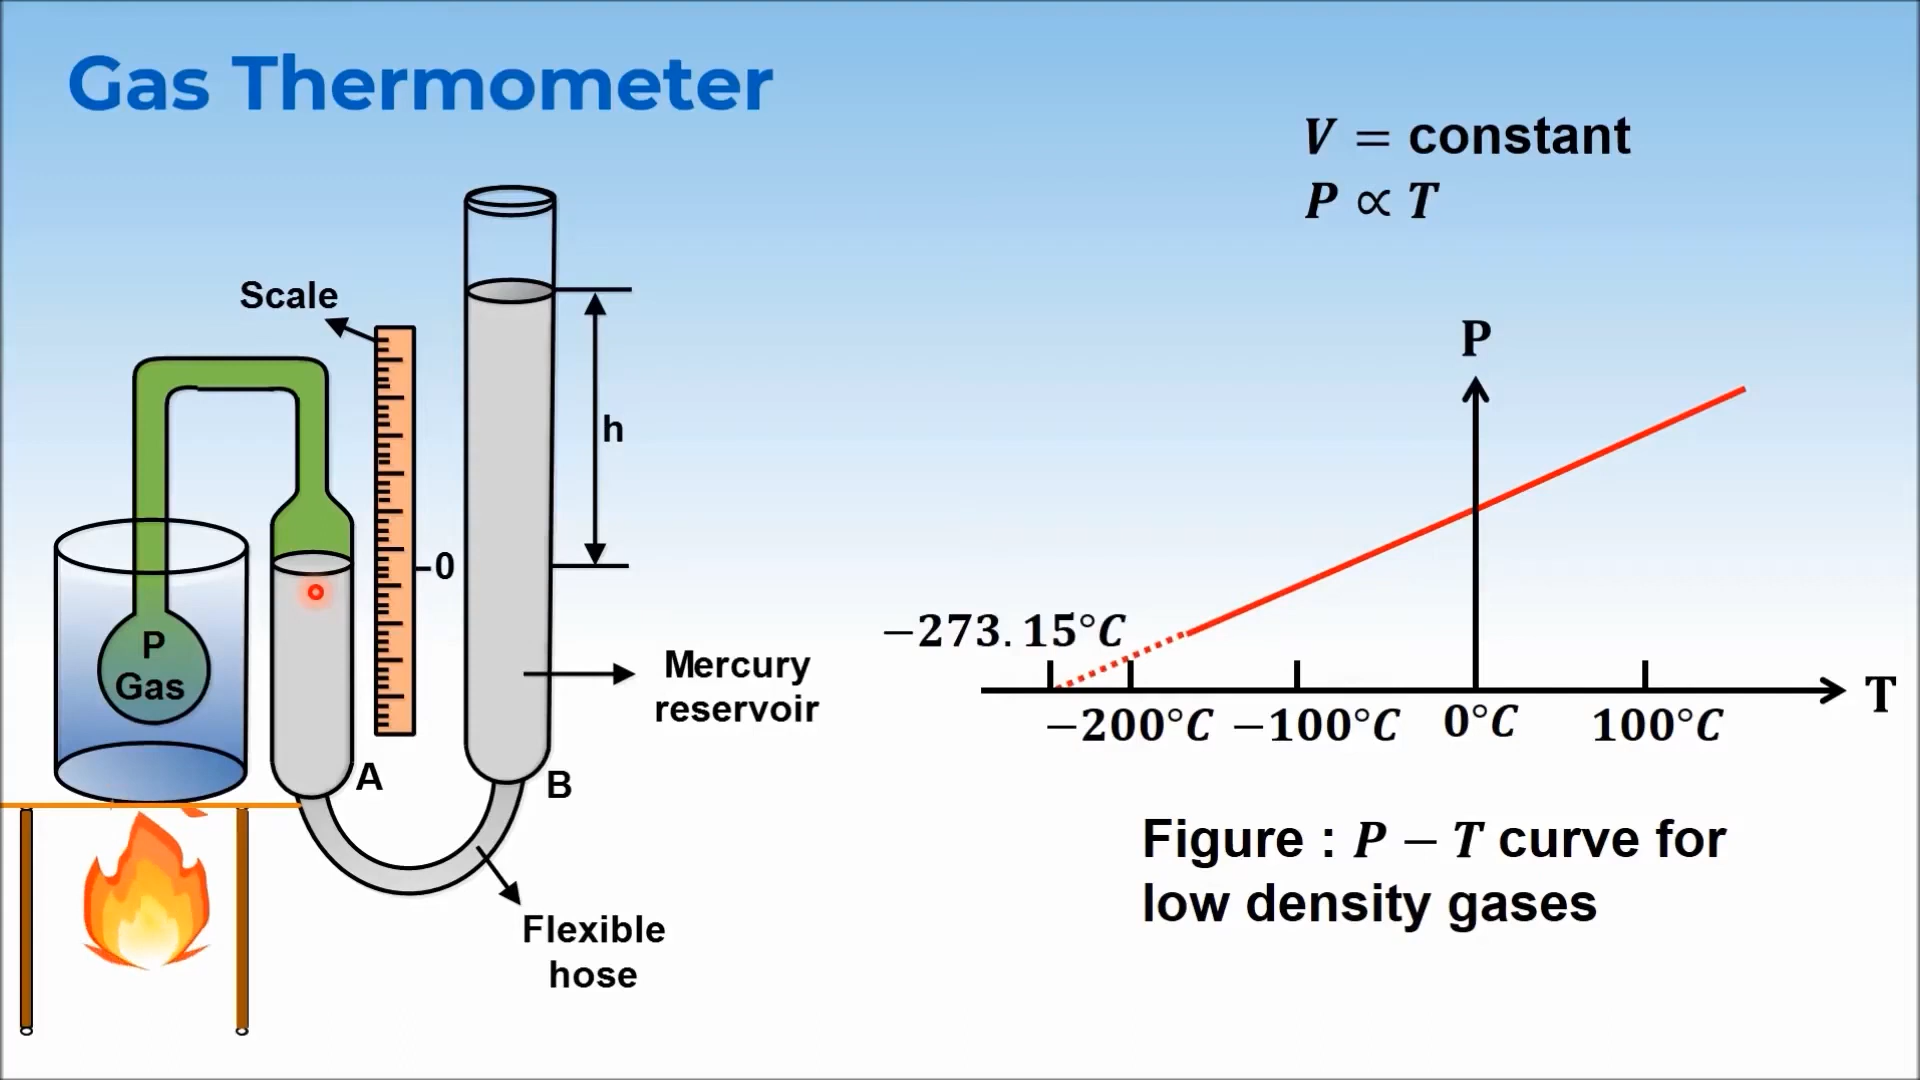 Gas Thermometer
V = constant
P ∝ T
Scale
h
-0
P
Gas
Mercury
reservoir
A
B
Flexible
hose
P
−273.15°C
T
−200°C −100°C 0°C 100°C
Figure : P − T curve for
low density gases